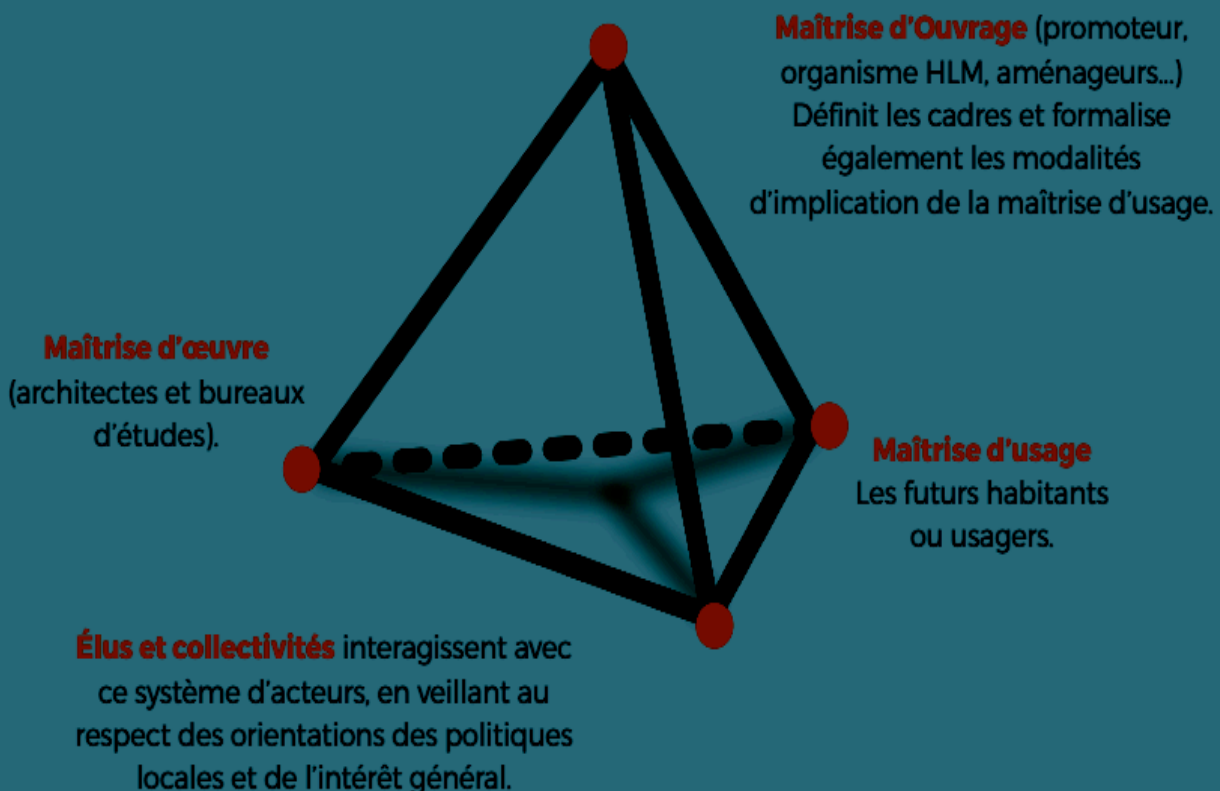 Maîtrise d'Ouvrage (promoteur,
organisme HLM, aménageurs...)
Définit les cadres et formalise
également les modalités
d'implication de la maîtrise d'usage.
Maîtrise d'œuvre
(architectes et bureaux
d'études).
Maîtrise d'usage
Les futurs habitants
ou usagers.
Élus et collectivités interagissent avec
ce système d'acteurs, en veillant au
respect des orientations des politiques
locales et de l'intérêt général.